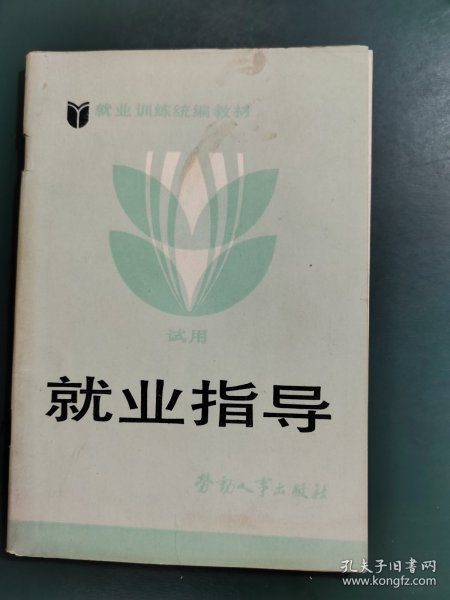 就业训练统编教材
试用
就业指导
劳动人事出版社
孔夫子旧书网
www.kongfz.com